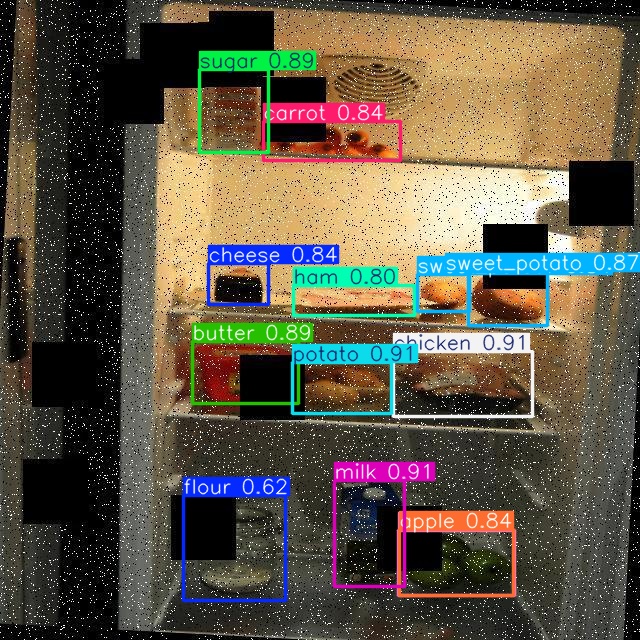 sugar 0.89
carrot 0.84
cheese 0.84
ham 0.80
sw
sweet_potato 0.87
butter 0.89
potato 0.91
chicken 0.91
milk 0.91
flour 0.62
apple 0.84